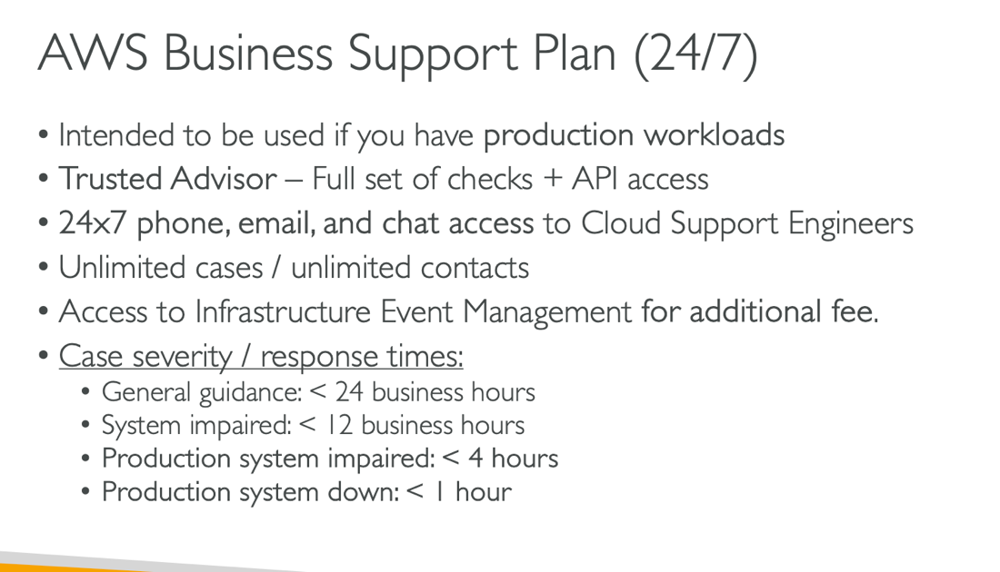 AWS Business Support Plan (24/7)
• Intended to be used if you have production workloads
• Trusted Advisor – Full set of checks + API access
• 24x7 phone, email, and chat access to Cloud Support Engineers
• Unlimited cases / unlimited contacts
• Access to Infrastructure Event Management for additional fee.
• Case severity / response times:
• General guidance: < 24 business hours
• System impaired: < 12 business hours
• Production system impaired: < 4 hours
• Production system down: < 1 hour